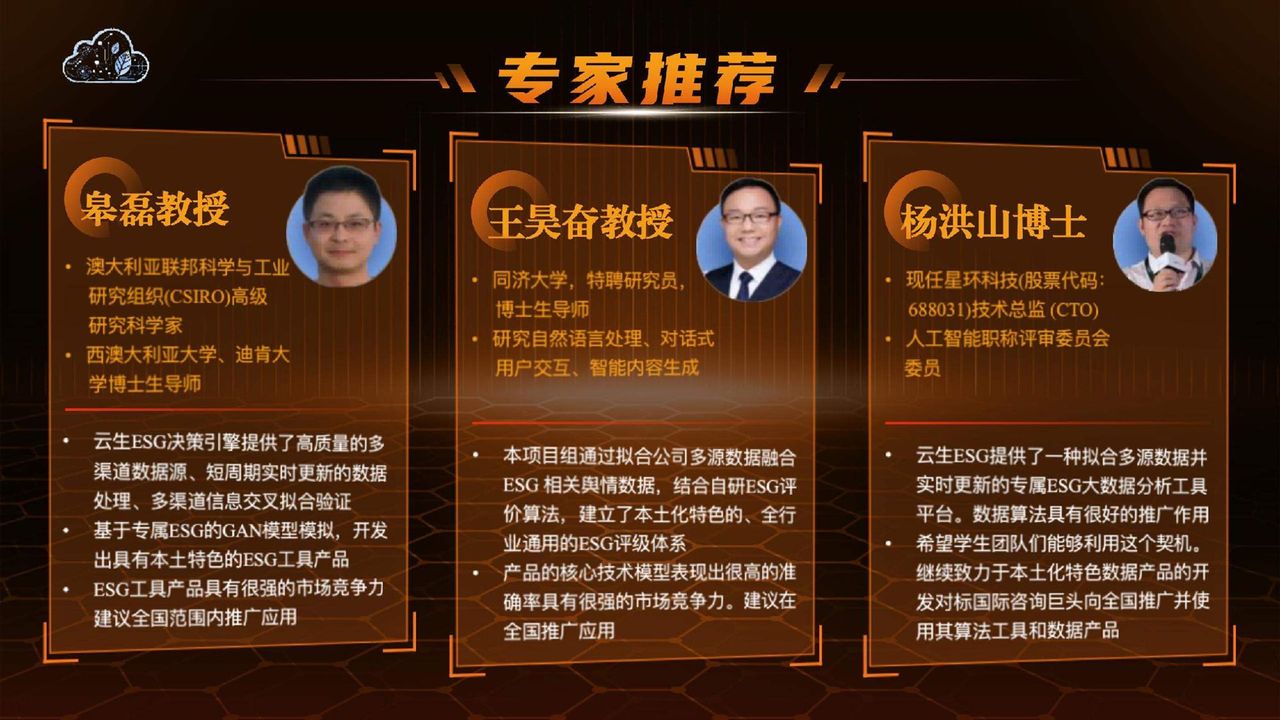 专家推荐
皋磊教授
• 澳大利亚联邦科学与工业
研究组织(CSIRO)高级
研究科学家
• 西澳大利亚大学、迪肯大
学博士生导师
• 云生ESG决策引擎提供了高质量的多
渠道数据源、短周期实时更新的数据
处理、多渠道信息交叉拟合验证
• 基于专属ESG的GAN模型模拟，开发
出具有本土特色的ESG工具产品
• ESG工具产品具有很强的市场竞争力
建议全国范围内推广应用
王昊奋教授
• 同济大学，特聘研究员，
博士生导师
• 研究自然语言处理、对话式
用户交互、智能内容生成
• 本项目组通过拟合公司多源数据融合
ESG 相关舆情数据，结合自研ESG评
价算法，建立了本土化特色的、全行
业通用的ESG评级体系
• 产品的核心技术模型表现出很高的准
确率具有很强的市场竞争力。建议在
全国推广应用
杨洪山博士
• 现任星环科技(股票代码：
688031)技术总监 (CTO)
• 人工智能职称评审委员会
委员
• 云生ESG提供了一种拟合多源数据并
实时更新的专属ESG大数据分析工具
平台。数据算法具有很好的推广作用
• 希望学生团队们能够利用这个契机。
继续致力于本土化特色数据产品的开
发对标国际咨询巨头向全国推广并使
用其算法工具和数据产品